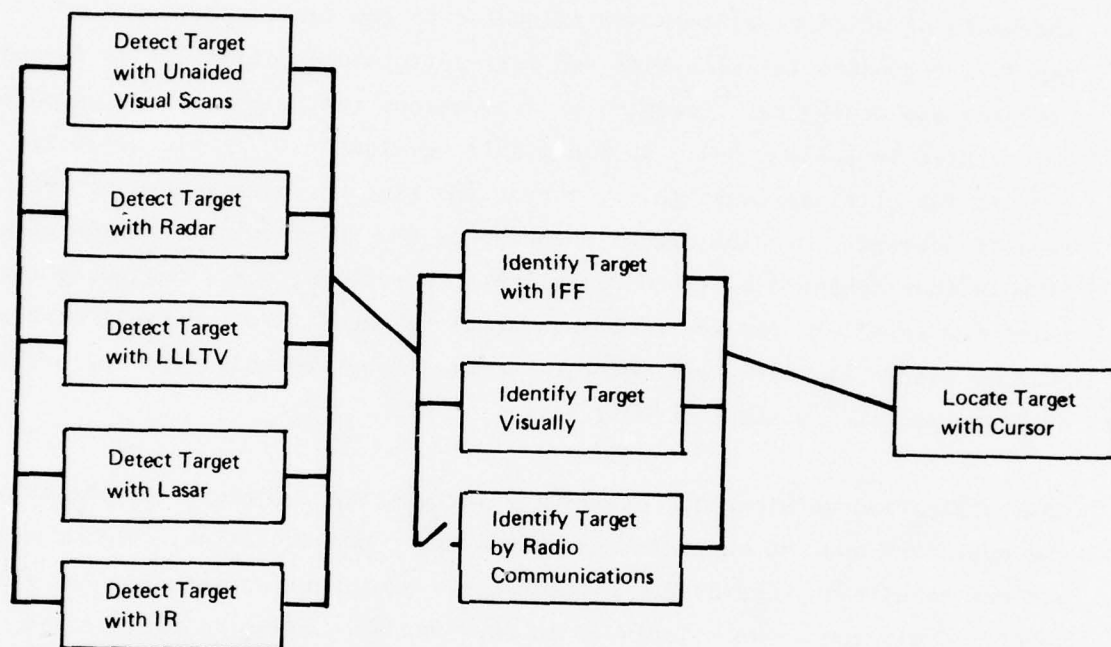 Detect Target
with Unaided
Visual Scans
Detect Target
with Radar
Detect Target
with LLLTV
Detect Target
with Lasar
Detect Target
with IR
Identify Target
with IFF
Identify Target
Visually
Identify Target
by Radio
Communications
Locate Target
with Cursor